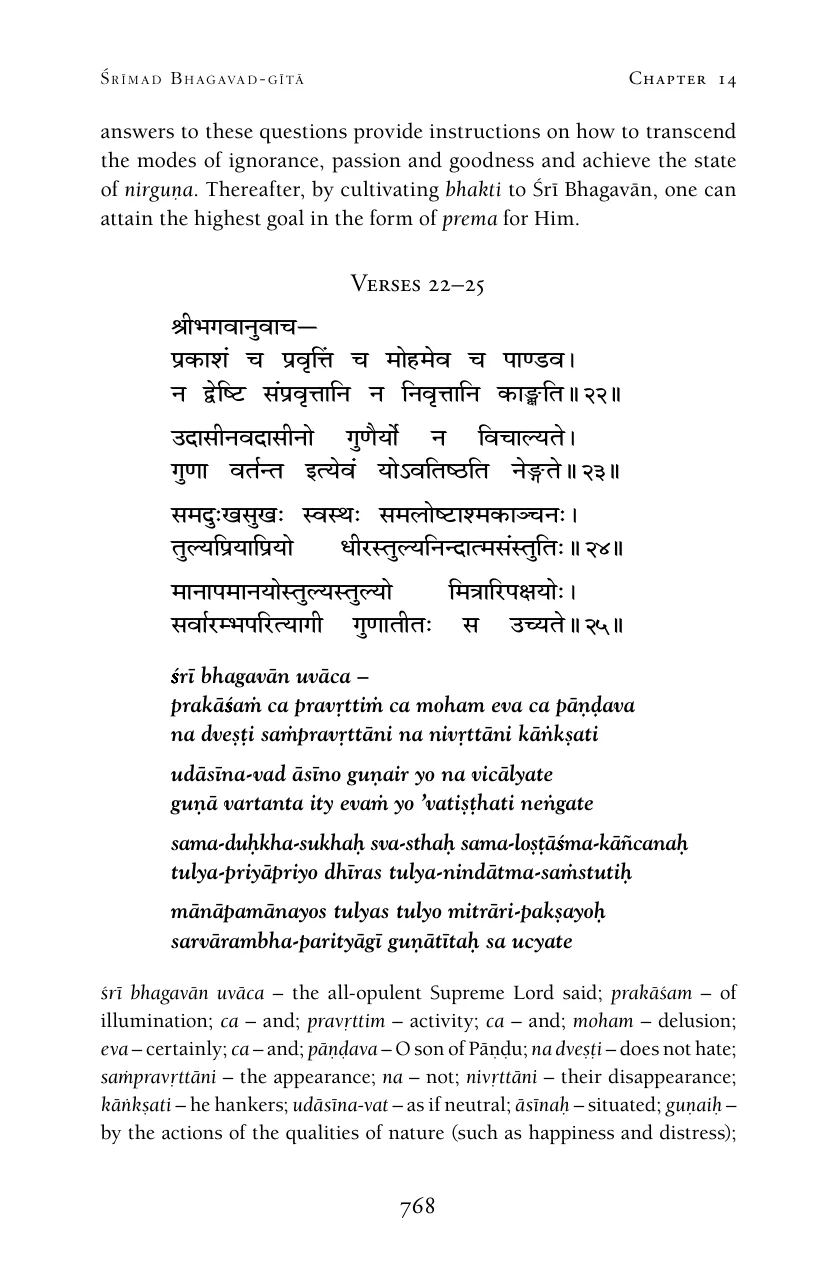 Śrīmad Bhagavad-gītā Chapter 14
answers to these questions provide instructions on how to transcend
the modes of ignorance, passion and goodness and achieve the state
of nirguṇa. Thereafter, by cultivating bhakti to Śrī Bhagavān, one can
attain the highest goal in the form of prema for Him.
Verses 22–25
श्रीभगवानुवाच—
प्रकाशं च प्रवृत्तिं च मोहमेव च पाण्डव।
न द्वेष्टि संप्रवृत्तानि न निवृत्तानि काङ्क्षति॥२२॥
उदासीनवदासीनो गुणैर्यो न विचाल्यते।
गुणा वर्तन्त इत्येवं योऽवतिष्ठति नेङ्गते॥२३॥
समदुःखसुखः स्वस्थः समलोष्टाश्मकाञ्चनः।
तुल्यप्रियाप्रियो धीरस्तुल्यनिन्दात्मसंस्तुतिः॥२४॥
मानापमानयोस्तुल्यस्तुल्यो मित्रारिपक्षयोः।
सर्वारम्भपरित्यागी गुणातीतः स उच्यते॥२५॥
śrī bhagavān uvāca –
prakāśaṁ ca pravṛttiṁ ca moham eva ca pāṇḍava
na dveṣṭi saṁpravṛttāni na nivṛttāni kāṅkṣati
udāsīna-vad āsīno guṇair yo na vicālyate
guṇā vartanta ity evaṁ yo ’vatiṣṭhati neṅgate
sama-duḥkha-sukhaḥ sva-sthaḥ sama-loṣṭāśma-kāñcanaḥ
tulya-priyāpriyo dhīras tulya-nindātma-saṁstutiḥ
mānāpamānayos tulyas tulyo mitrāri-pakṣayoḥ
sarvārambha-parityāgī guṇātītaḥ sa ucyate
śrī bhagavān uvāca – the all-opulent Supreme Lord said; prakāśam – of
illumination; ca – and; pravṛttim – activity; ca – and; moham – delusion;
eva – certainly; ca – and; pāṇḍava – O son of Pāṇḍu; na dveṣṭi – does not hate;
saṁpravṛttāni – the appearance; na – not; nivṛttāni – their disappearance;
kāṅkṣati – he hankers; udāsīna-vat – as if neutral; āsīnaḥ – situated; guṇaiḥ –
by the actions of the qualities of nature (such as happiness and distress);
768